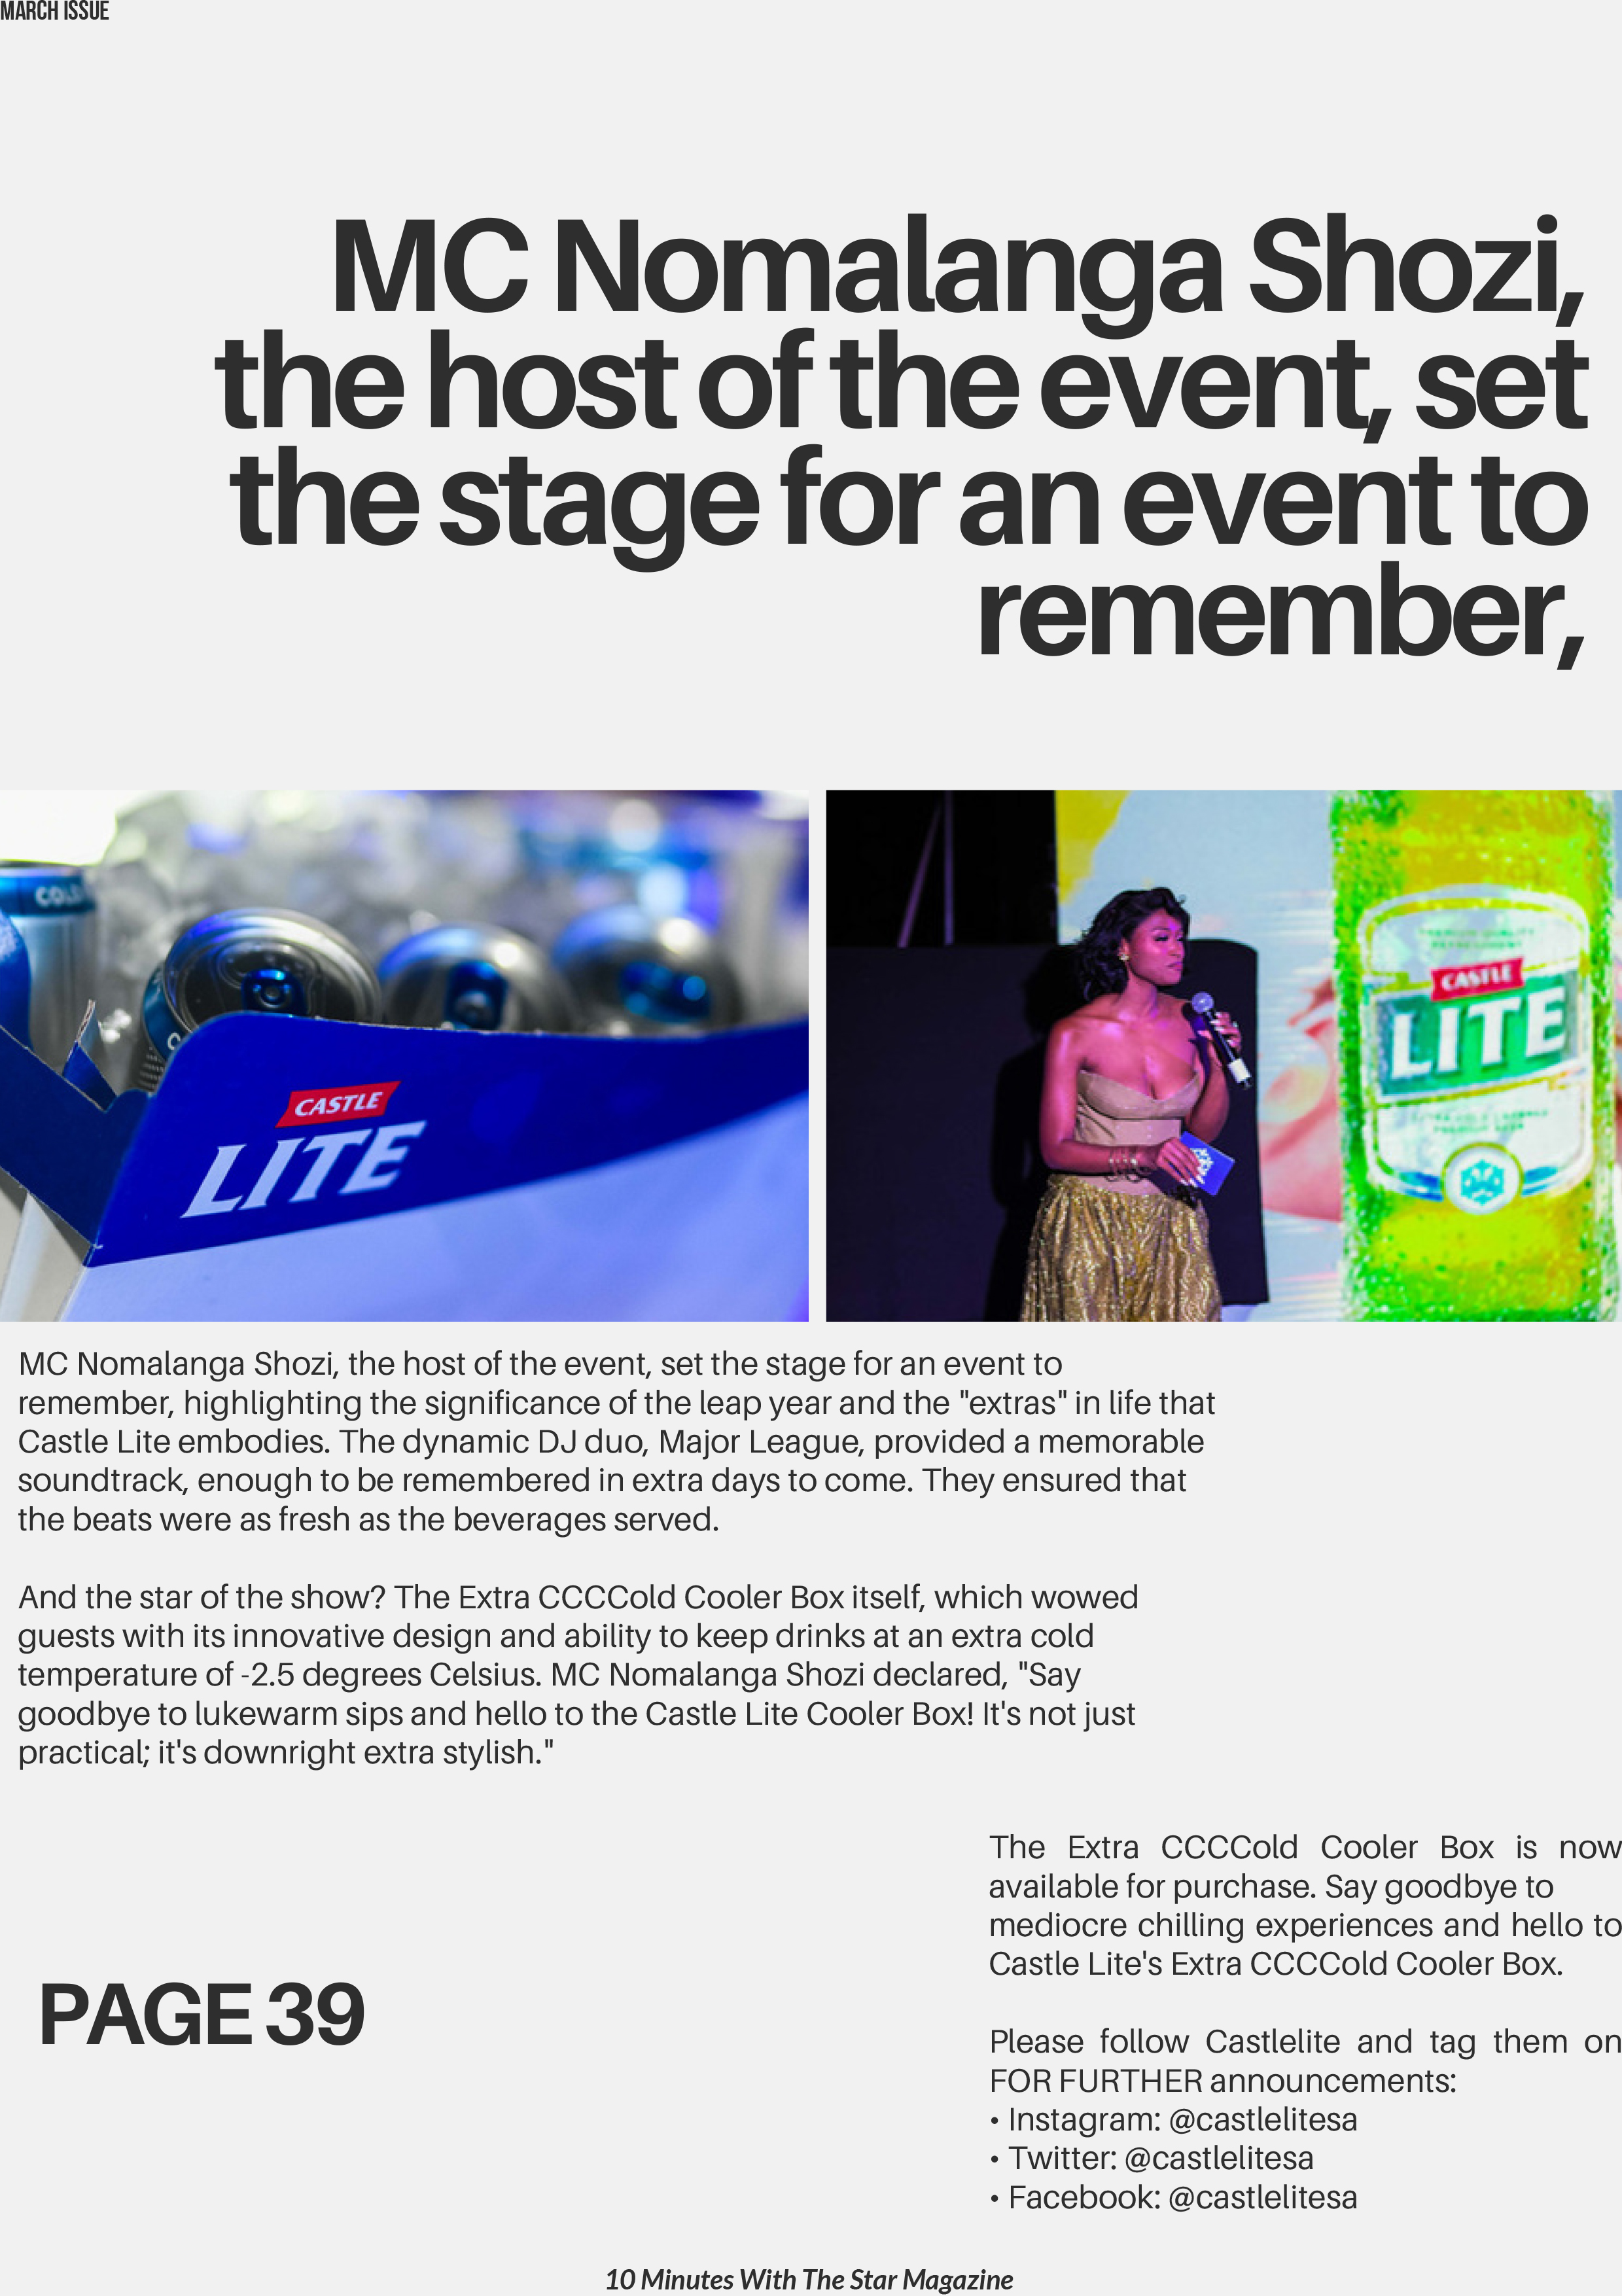 MARCH ISSUE
MC Nomalanga Shozi,
the host of the event, set
the stage for an event to
remember,
COLD
CASTLE
LITE
CASTLE
LITE
MC Nomalanga Shozi, the host of the event, set the stage for an event to
remember, highlighting the significance of the leap year and the "extras" in life that
Castle Lite embodies. The dynamic DJ duo, Major League, provided a memorable
soundtrack, enough to be remembered in extra days to come. They ensured that
the beats were as fresh as the beverages served.
And the star of the show? The Extra CCCCold Cooler Box itself, which wowed
guests with its innovative design and ability to keep drinks at an extra cold
temperature of -2.5 degrees Celsius. MC Nomalanga Shozi declared, "Say
goodbye to lukewarm sips and hello to the Castle Lite Cooler Box! It's not just
practical; it's downright extra stylish."
The Extra CCCCold Cooler Box is now
available for purchase. Say goodbye to
mediocre chilling experiences and hello to
Castle Lite's Extra CCCCold Cooler Box.
Please follow Castlelite and tag them on
FOR FURTHER announcements:
• Instagram: @castlelitesa
• Twitter: @castlelitesa
• Facebook: @castlelitesa
PAGE 39
10 Minutes With The Star Magazine